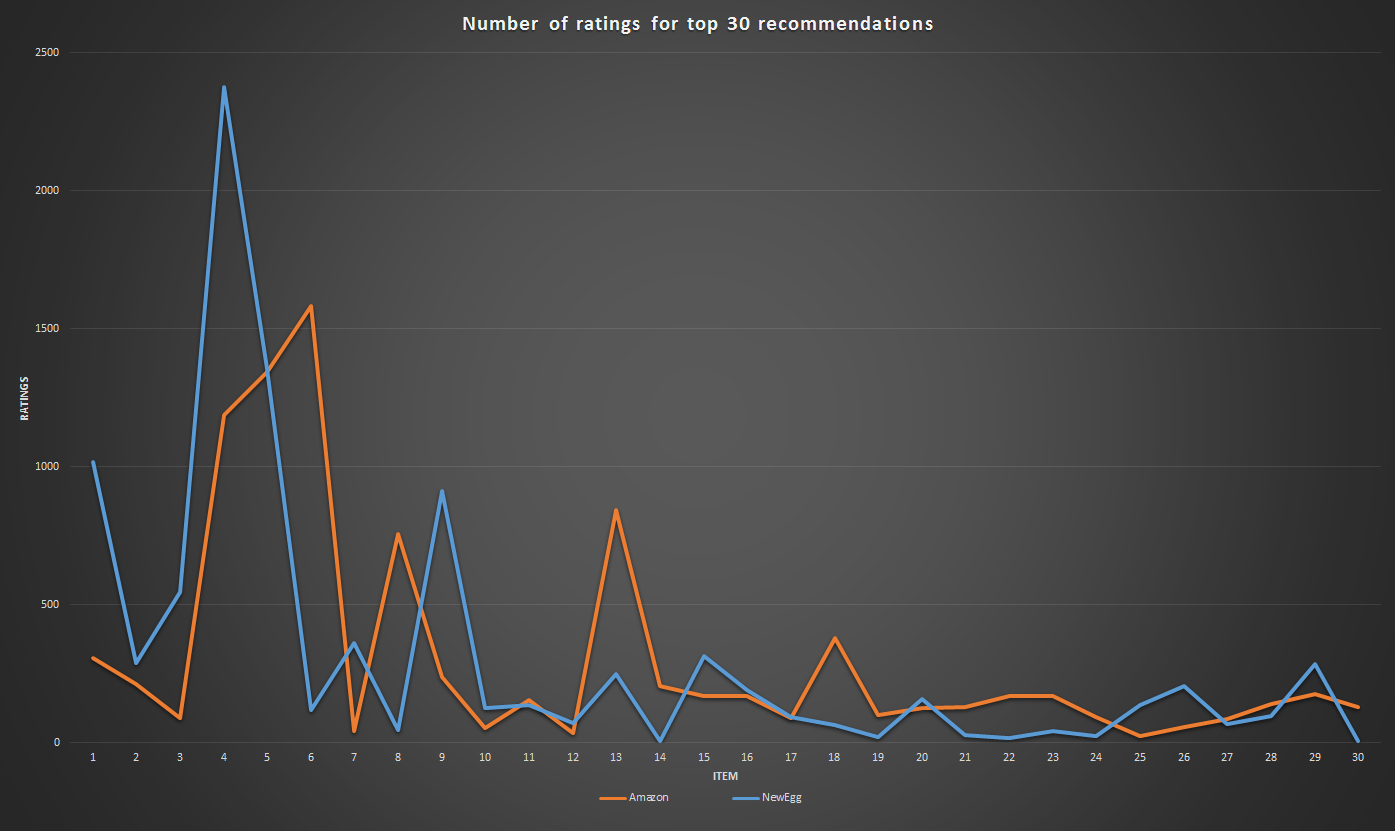 Number of ratings for top 30 recommendations
2500
2000
1500
1000
500
0
RATINGS
1 2 3 4 5 6 7 8 9 10 11 12 13 14 15 16 17 18 19 20 21 22 23 24 25 26 27 28 29 30
ITEM
Amazon NewEgg